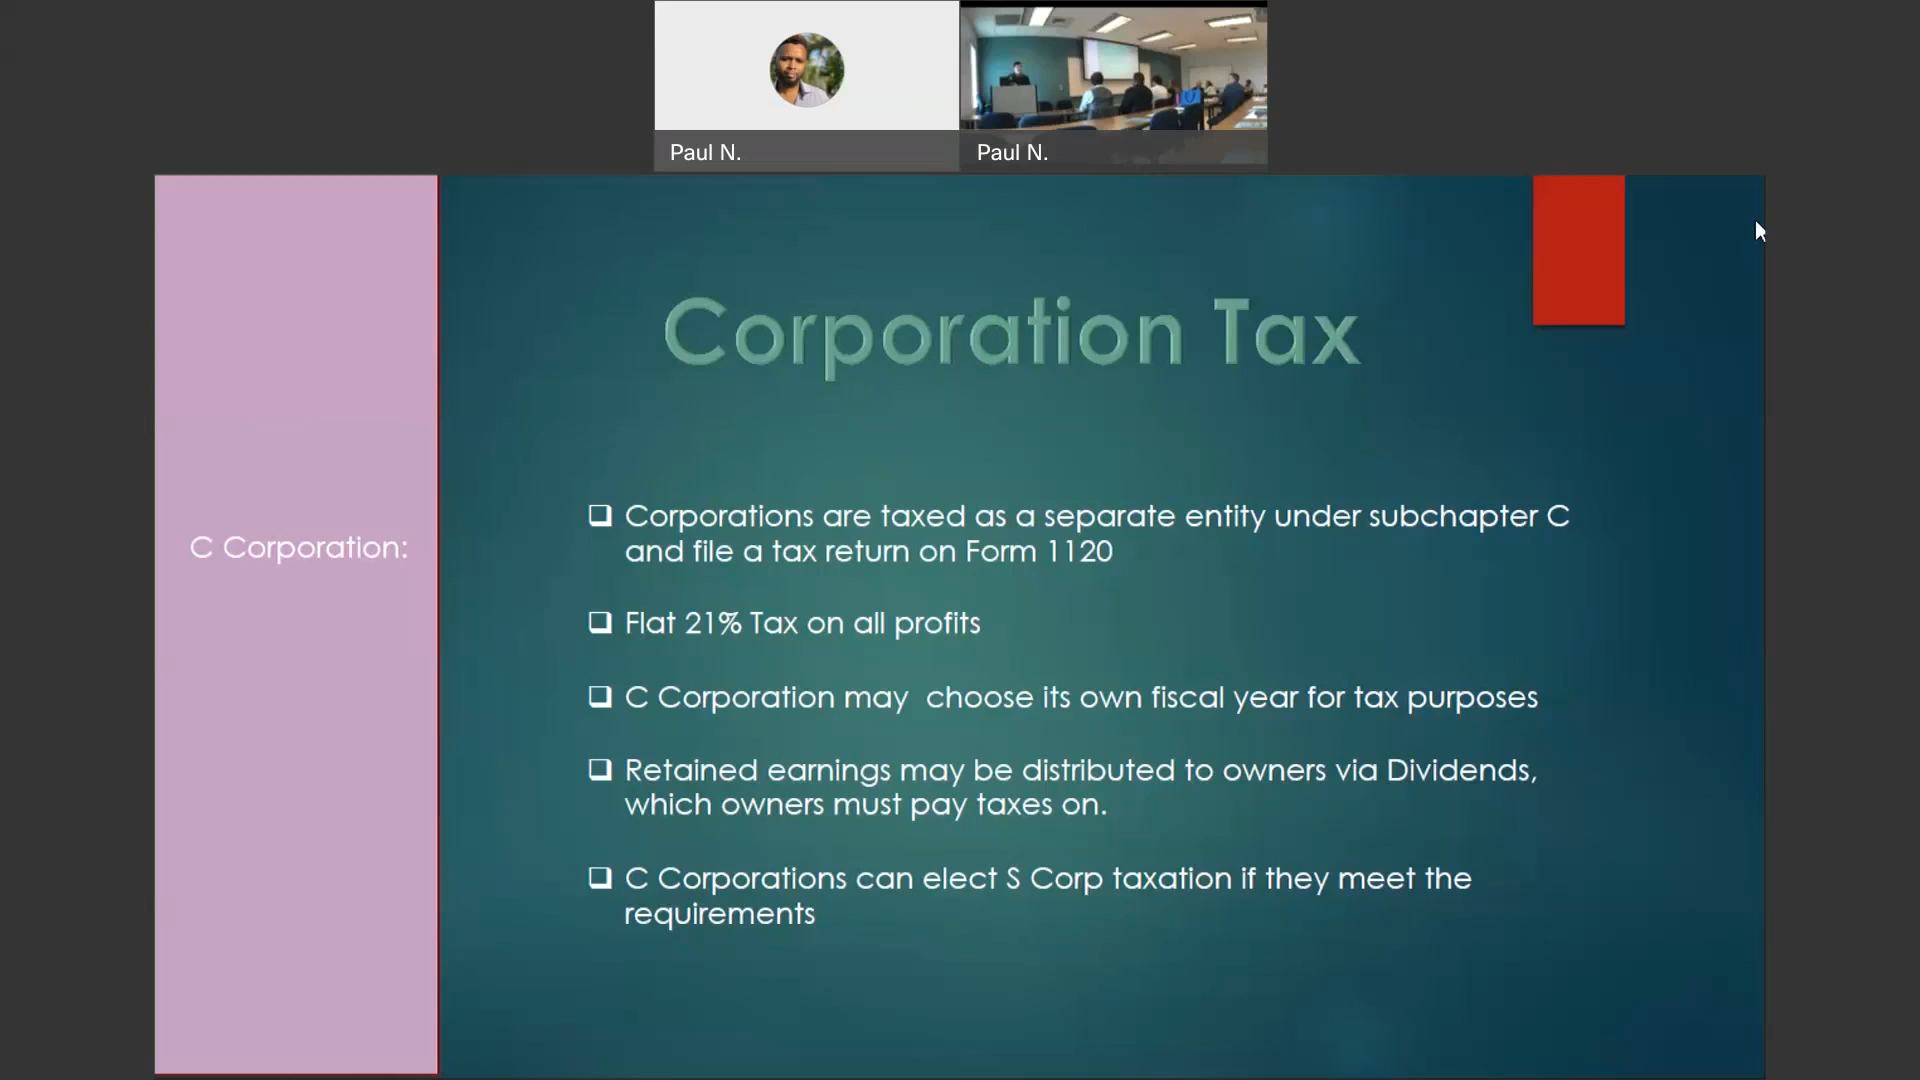 Paul N.
Paul N.
Corporation Tax
C Corporation:
❑ Corporations are taxed as a separate entity under subchapter C
and file a tax return on Form 1120
❑ Flat 21% Tax on all profits
❑ C Corporation may  choose its own fiscal year for tax purposes
❑ Retained earnings may be distributed to owners via Dividends,
which owners must pay taxes on.
❑ C Corporations can elect S Corp taxation if they meet the
requirements